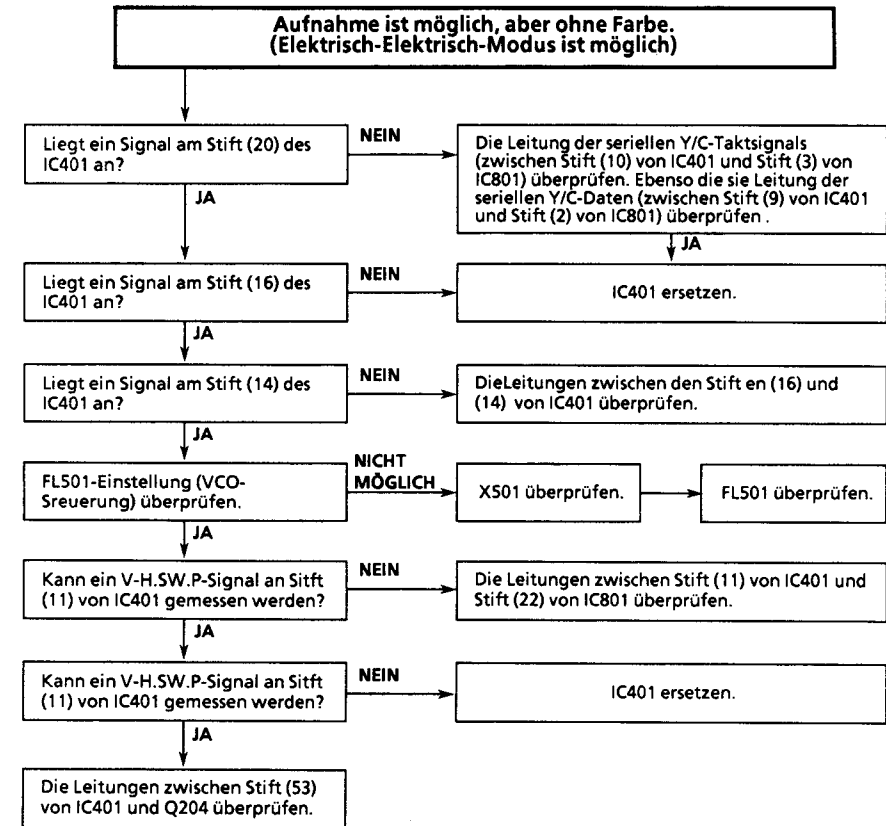 Aufnahme ist möglich, aber ohne Farbe.
(Elektrisch-Elektrisch-Modus ist möglich)
Liegt ein Signal am Stift (20) des
IC401 an?
NEIN
Die Leitung der seriellen Y/C-Taktsignals
(zwischen Stift (10) von IC401 und Stift (3) von
IC801) überprüfen. Ebenso die sie Leitung der
seriellen Y/C-Daten (zwischen Stift (9) von IC401
und Stift (2) von IC801) überprüfen .
JA
JA
Liegt ein Signal am Stift (16) des
IC401 an?
NEIN
IC401 ersetzen.
JA
Liegt ein Signal am Stift (14) des
IC401 an?
NEIN
DieLeitungen zwischen den Stift en (16) und
(14) von IC401 überprüfen.
JA
FL501-Einstellung (VCO-
Sreuerung) überprüfen.
NICHT
MÖGLICH
X501 überprüfen.
FL501 überprüfen.
JA
Kann ein V-H.SW.P-Signal an Sitft
(11) von IC401 gemessen werden?
NEIN
Die Leitungen zwischen Stift (11) von IC401 und
Stift (22) von IC801 überprüfen.
JA
Kann ein V-H.SW.P-Signal an Sitft
(11) von IC401 gemessen werden?
NEIN
IC401 ersetzen.
JA
Die Leitungen zwischen Stift (53)
von IC401 und Q204 überprüfen.